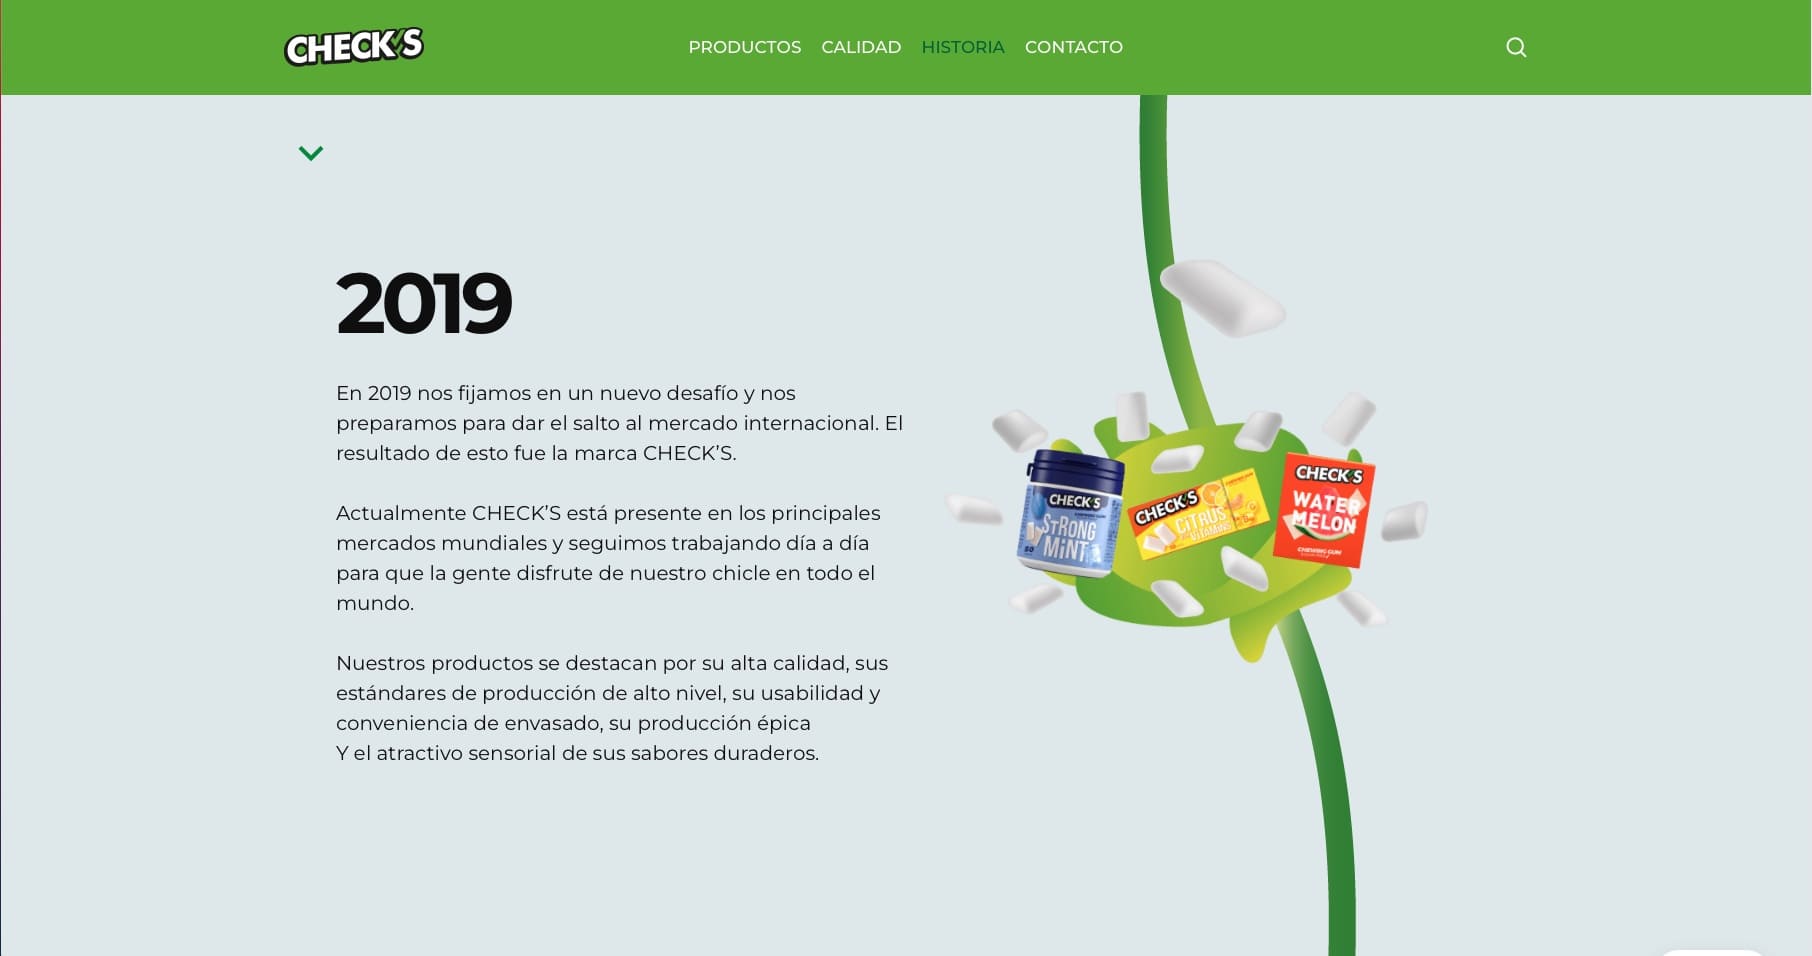 CHECK'S
PRODUCTOS CALIDAD HISTORIA CONTACTO
2019
En 2019 nos fijamos en un nuevo desafío y nos
preparamos para dar el salto al mercado internacional. El
resultado de esto fue la marca CHECK’S.
Actualmente CHECK’S está presente en los principales
mercados mundiales y seguimos trabajando día a día
para que la gente disfrute de nuestro chicle en todo el
mundo.
Nuestros productos se destacan por su alta calidad, sus
estándares de producción de alto nivel, su usabilidad y
conveniencia de envasado, su producción épica
Y el atractivo sensorial de sus sabores duraderos.
CHECK'S
STRONG
MiNT
50
CHECK'S
CiTRUS
VITAMINS
CHECK'S
WATER
MELON
CHEWING GUM